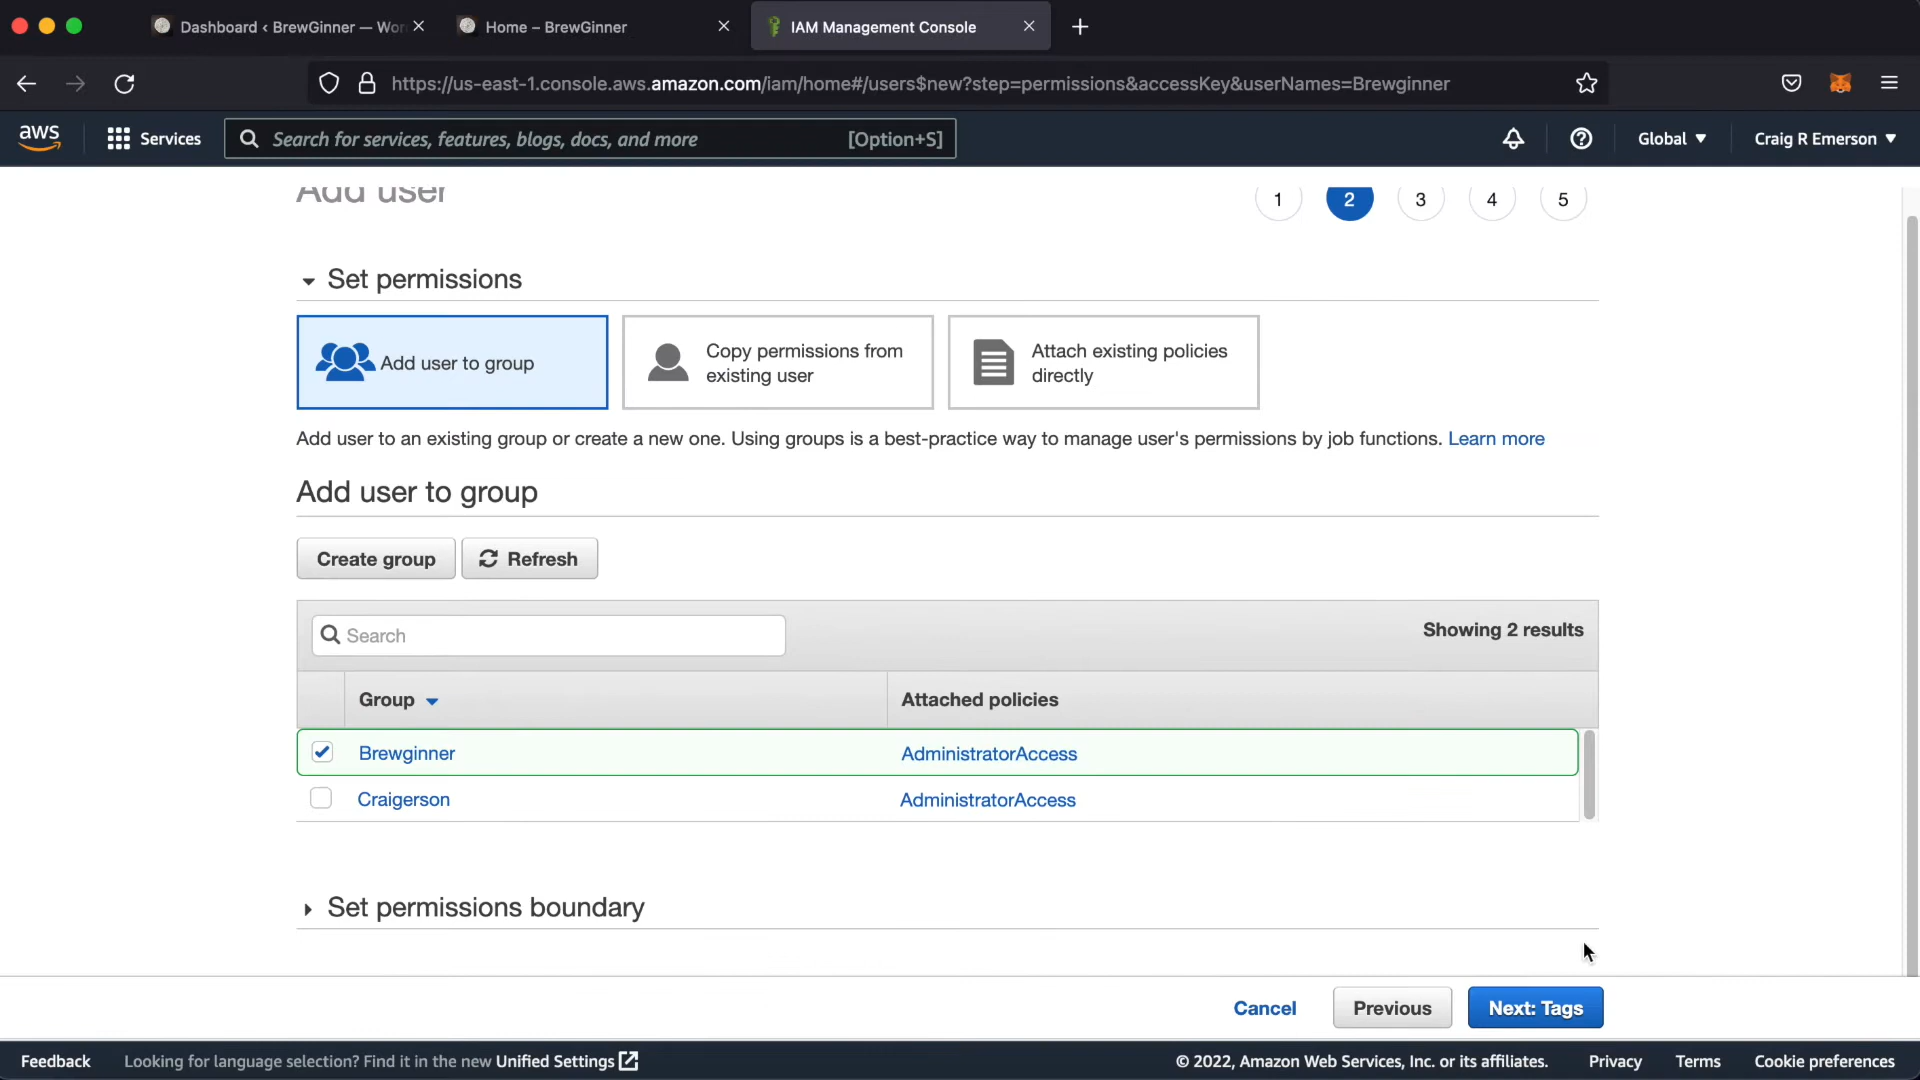 Dashboard ‹ BrewGinner — Wor
Home – BrewGinner
IAM Management Console
https://us-east-1.console.aws.amazon.com/iam/home#/users$new?step=permissions&accessKey&userNames=Brewginner
aws
Services
Search for services, features, blogs, docs, and more
[Option+S]
Global
Craig R Emerson
Add user
1
2
3
4
5
Set permissions
Add user to group
Copy permissions from
existing user
Attach existing policies
directly
Add user to an existing group or create a new one. Using groups is a best-practice way to manage user's permissions by job functions. Learn more
Add user to group
Create group
Refresh
Search
Showing 2 results
Group
Attached policies
Brewginner
AdministratorAccess
Craigerson
AdministratorAccess
Set permissions boundary
Cancel
Previous
Next: Tags
Feedback
Looking for language selection? Find it in the new Unified Settings
© 2022, Amazon Web Services, Inc. or its affiliates.
Privacy
Terms
Cookie preferences